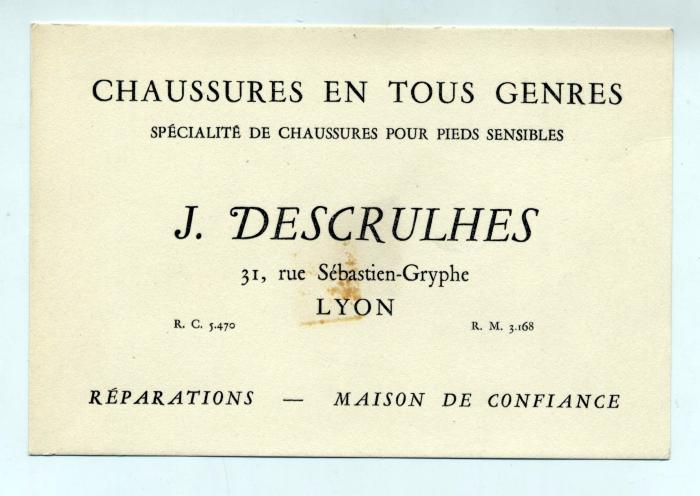 CHAUSSURES EN TOUS GENRES
SPÉCIALITÉ DE CHAUSSURES POUR PIEDS SENSIBLES
J. DESCRULHES
31, rue Sébastien-Gryphe
LYON
R. C. 5.470 R. M. 3.168
RÉPARATIONS — MAISON DE CONFIANCE